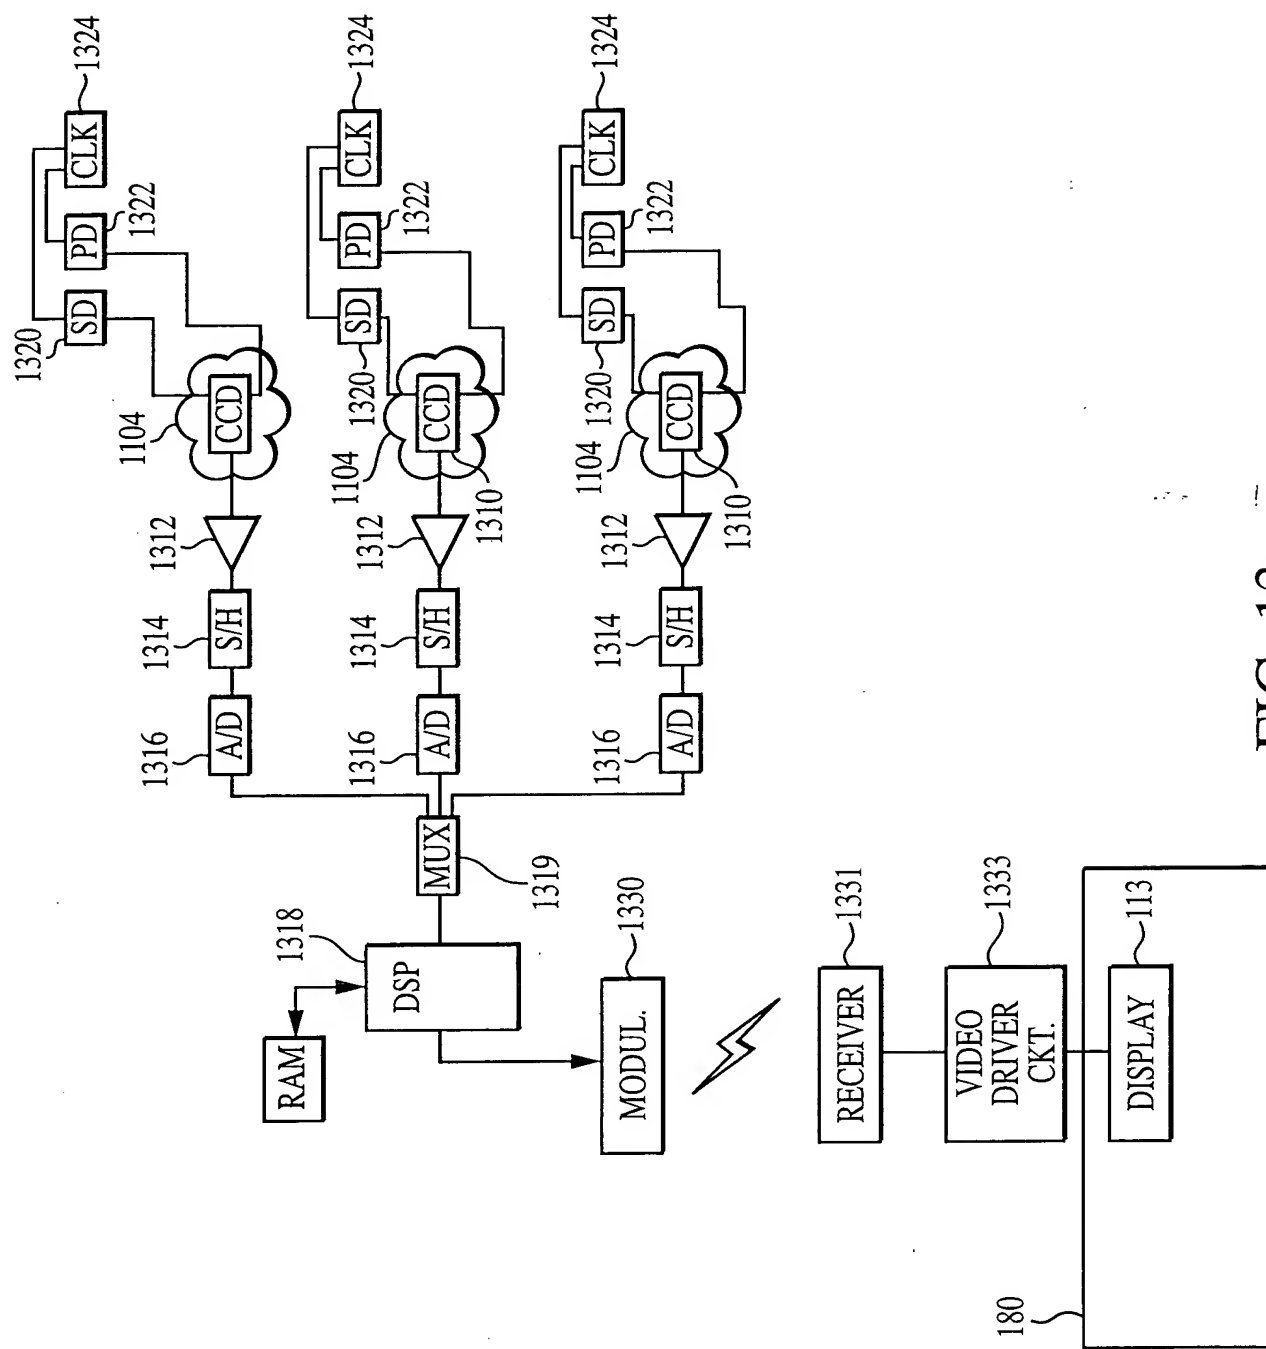 1324
CLK
PD
1322
SD
1320
1104
CCD
1312
1314
S/H
1316
A/D
1324
CLK
PD
1322
SD
1320
1104
CCD
1310
1312
1314
S/H
1316
A/D
1324
CLK
PD
1322
SD
1320
1104
CCD
1310
1312
1314
S/H
1316
A/D
MUX
1319
1318
DSP
RAM
1330
MODUL.
1331
RECEIVER
1333
VIDEO
DRIVER
CKT.
113
DISPLAY
180
FIG.